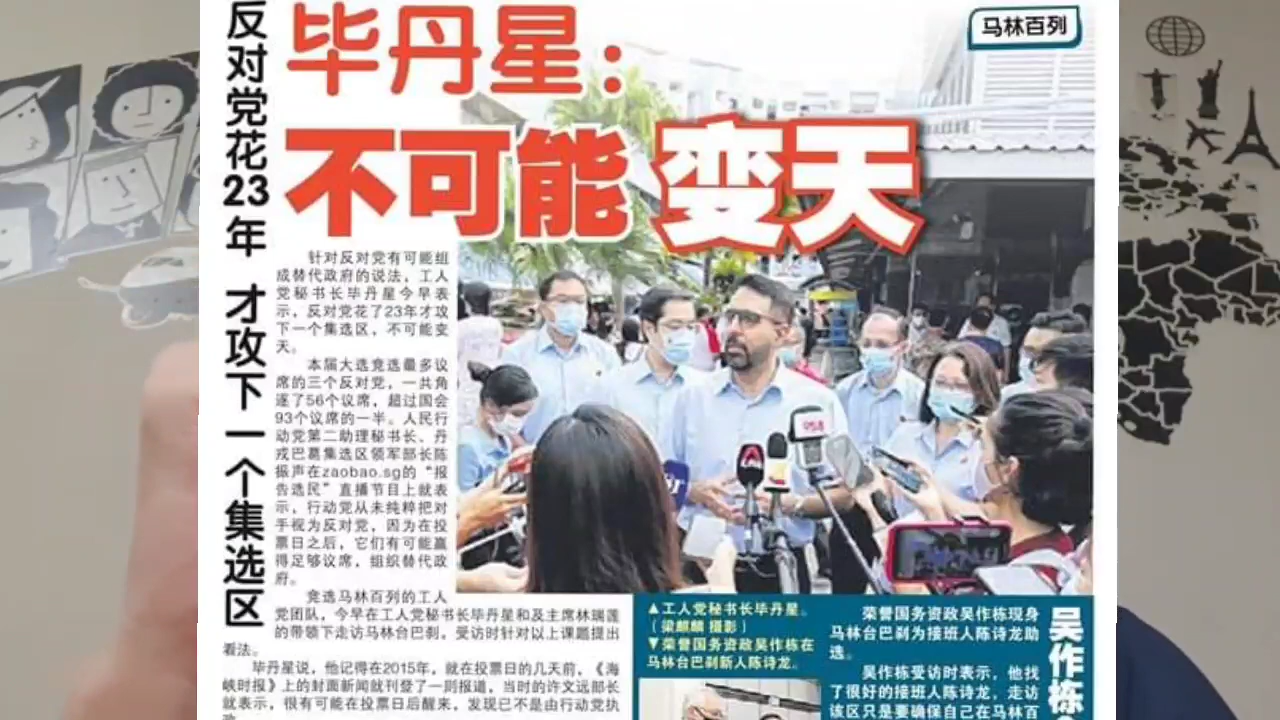 马林百列
反对党花23年 才攻下一个集选区
毕丹星：
不可能变天
针对反对党有可能组
成替代政府的说法，工人
党秘书长毕丹星今早表
示，反对党花了23年才攻
下一个集选区，不可能变
天。
本届大选竞选最多议
席的三个反对党，一共角
逐了56个议席，超过国会
93个议席的一半。人民行
动党第二助理秘书长、丹
戎巴葛集选区领军部长陈
振声在zaobao.sg的“报
告选民”直播节目上就表
示，行动党从未纯粹把对
手视为反对党，因为在投
票日之后，它们有可能赢
得足够议席，组织替代政
府。
竞选马林百列的工人
党团队，今早在工人党秘书长毕丹星和及主席林瑞莲
的带领下走访马林台巴刹，受访时针对以上课题提出
看法。
毕丹星说，他记得在2015年，就在投票日的几天前，《海
峡时报》上的封面新闻就刊登了一则报道，当时的许文远部长
就表示，很有可能在投票日后醒来，发现已不是由行动党执
958
▲工人党秘书长毕丹星。
（梁麒麟 摄影）
▼荣誉国务资政吴作栋在
马林台巴刹新人陈诗龙。
荣誉国务资政吴作栋现身
马林台巴刹为接班人陈诗龙助
选。
吴作栋受访时表示，他找
了很好的接班人陈诗龙，走访
该区只是要确保自己在马林百
吴作栋